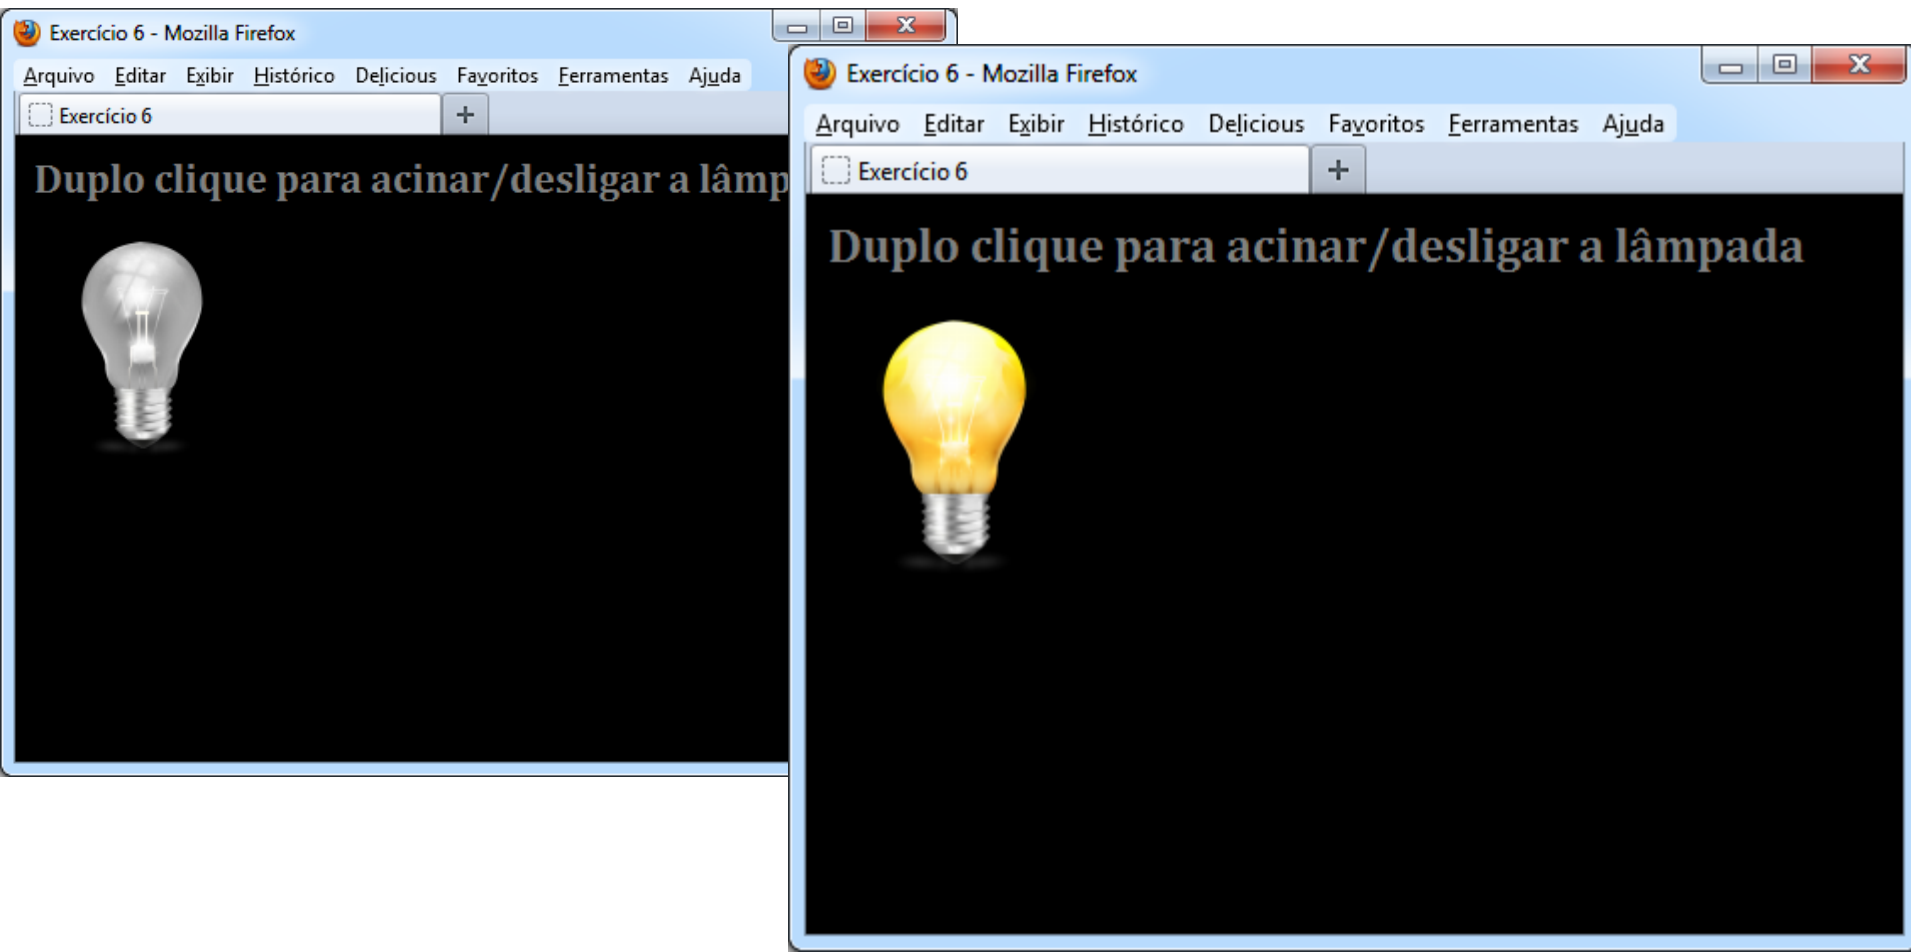 Exercício 6 - Mozilla Firefox
Arquivo Editar Exibir Histórico Delicious Favoritos Ferramentas Ajuda
Exercício 6
Duplo clique para acinar/desligar a lâmp
Exercício 6 - Mozilla Firefox
Arquivo Editar Exibir Histórico Delicious Favoritos Ferramentas Ajuda
Exercício 6
Duplo clique para acinar/desligar a lâmpada